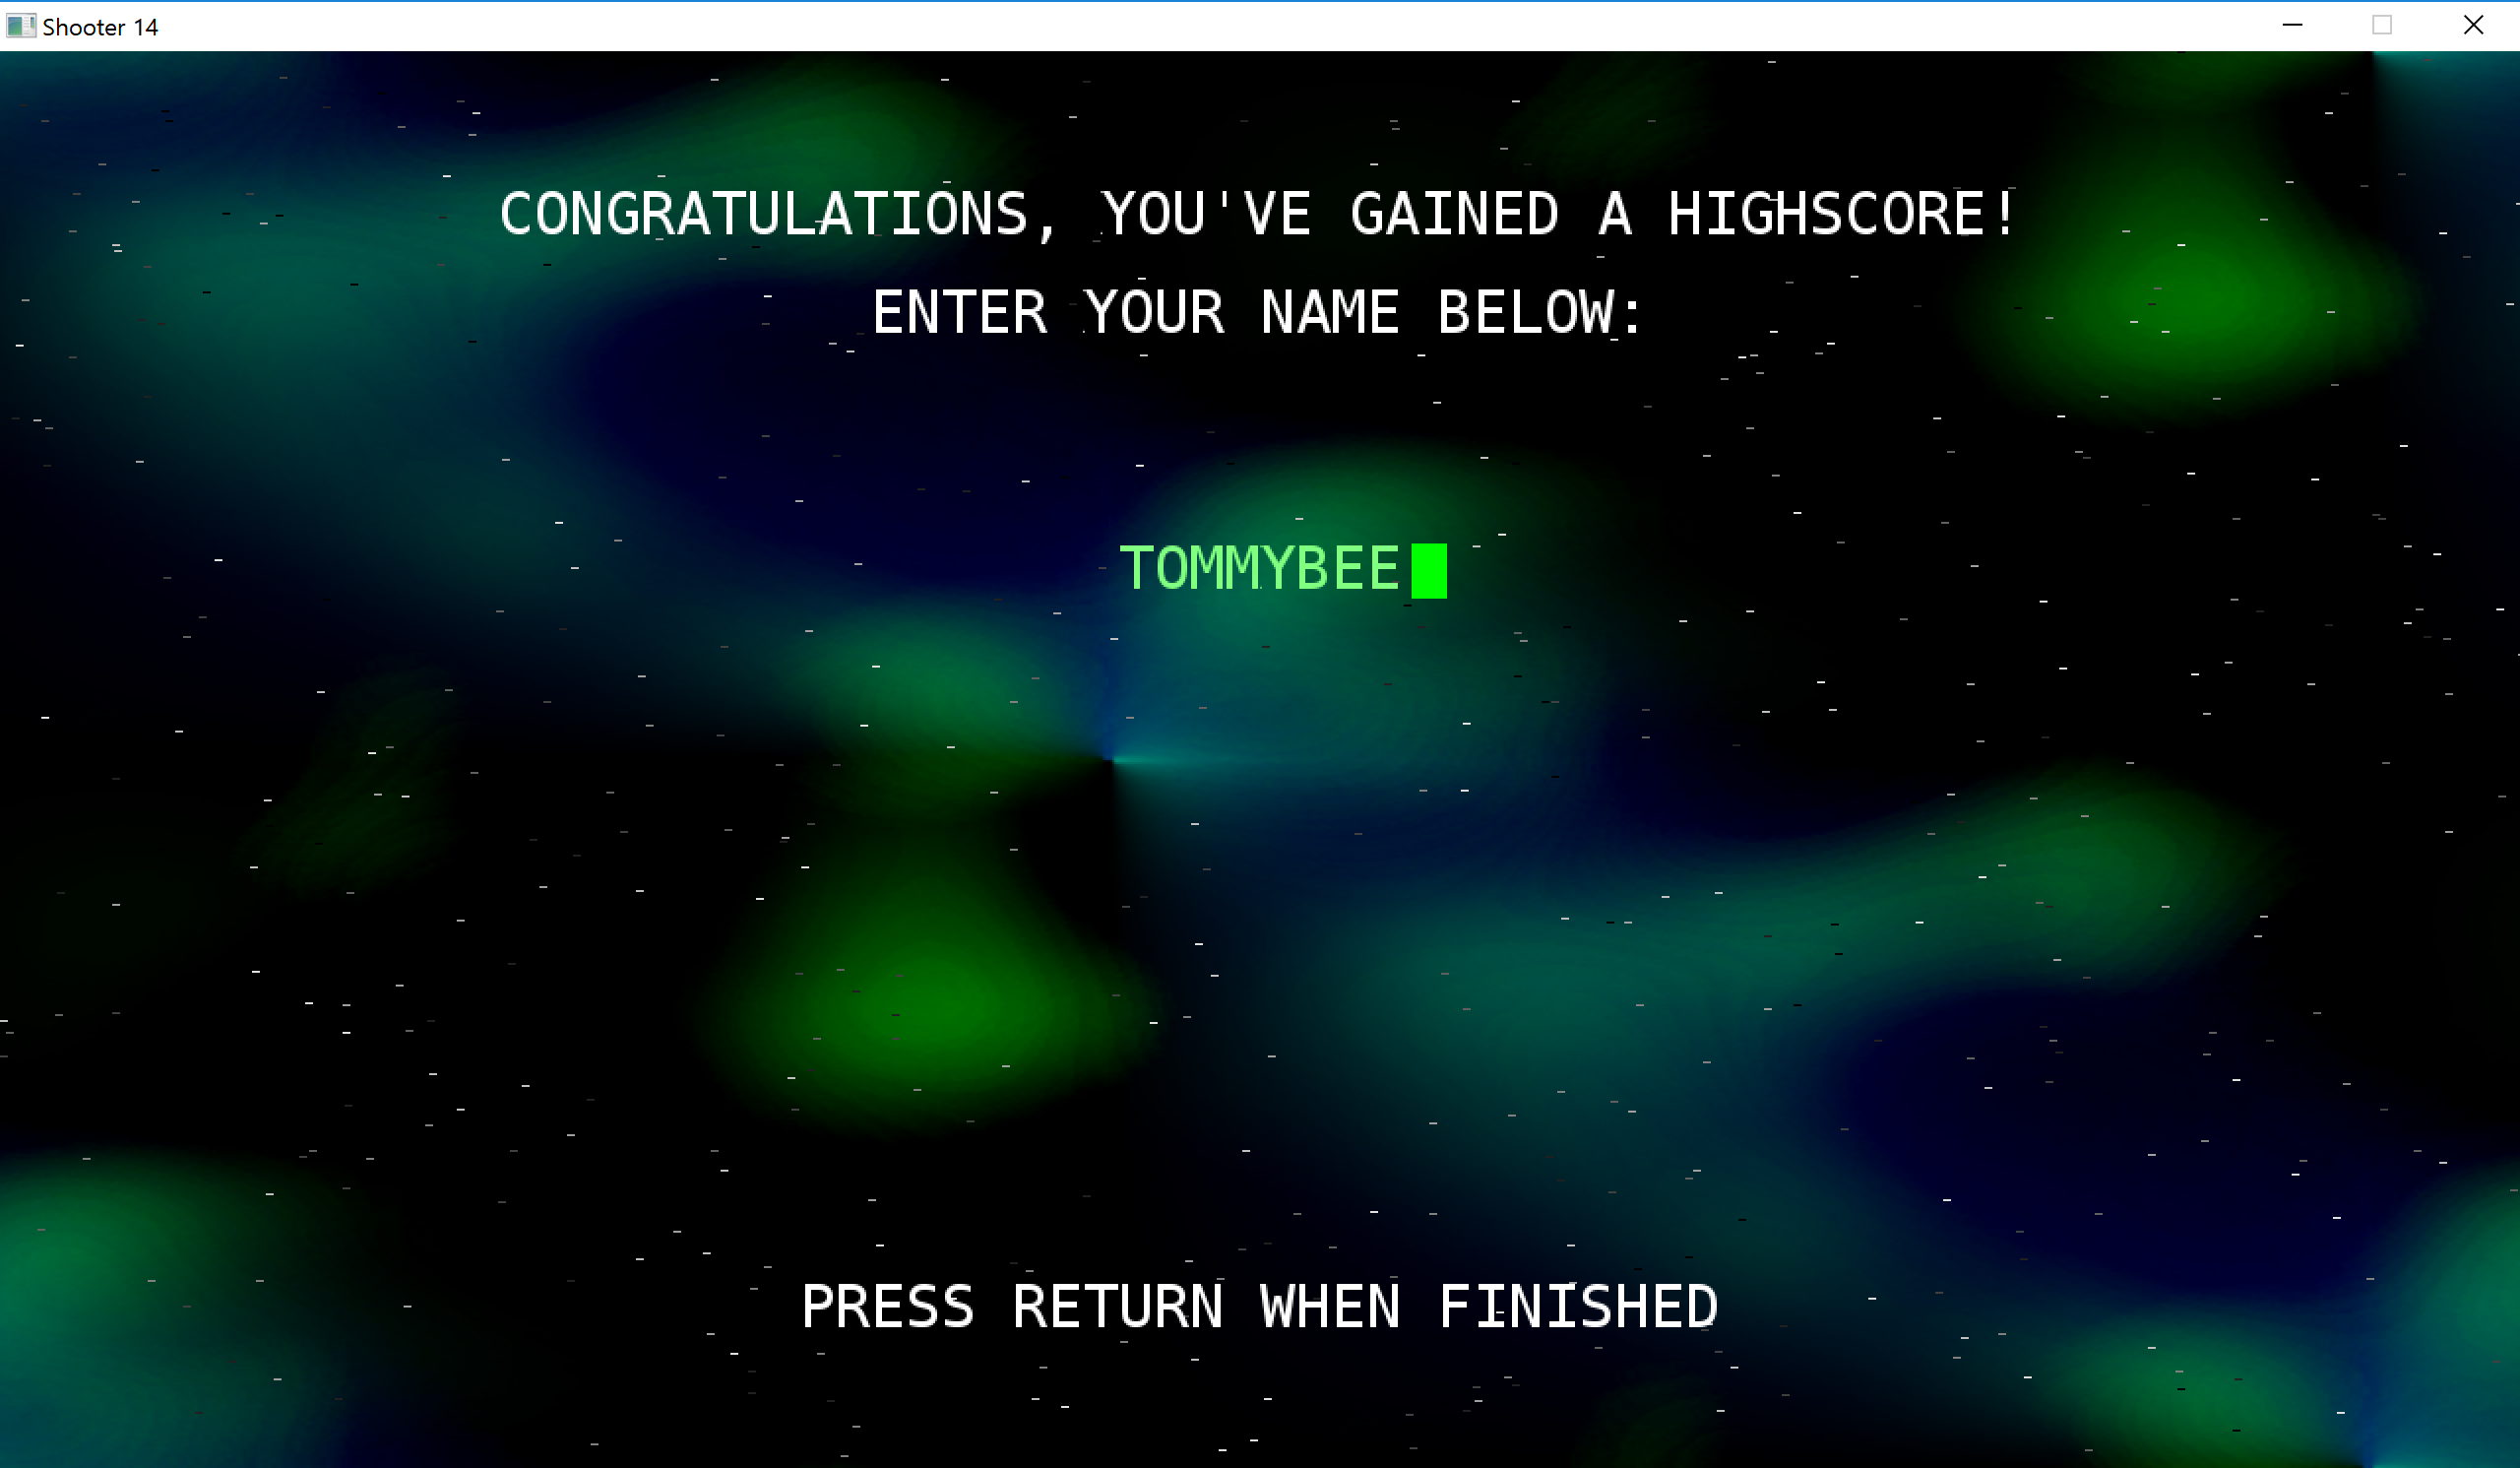 Shooter 14
CONGRATULATIONS, YOU'VE GAINED A HIGHSCORE!
ENTER YOUR NAME BELOW:
TOMMYBEE
PRESS RETURN WHEN FINISHED